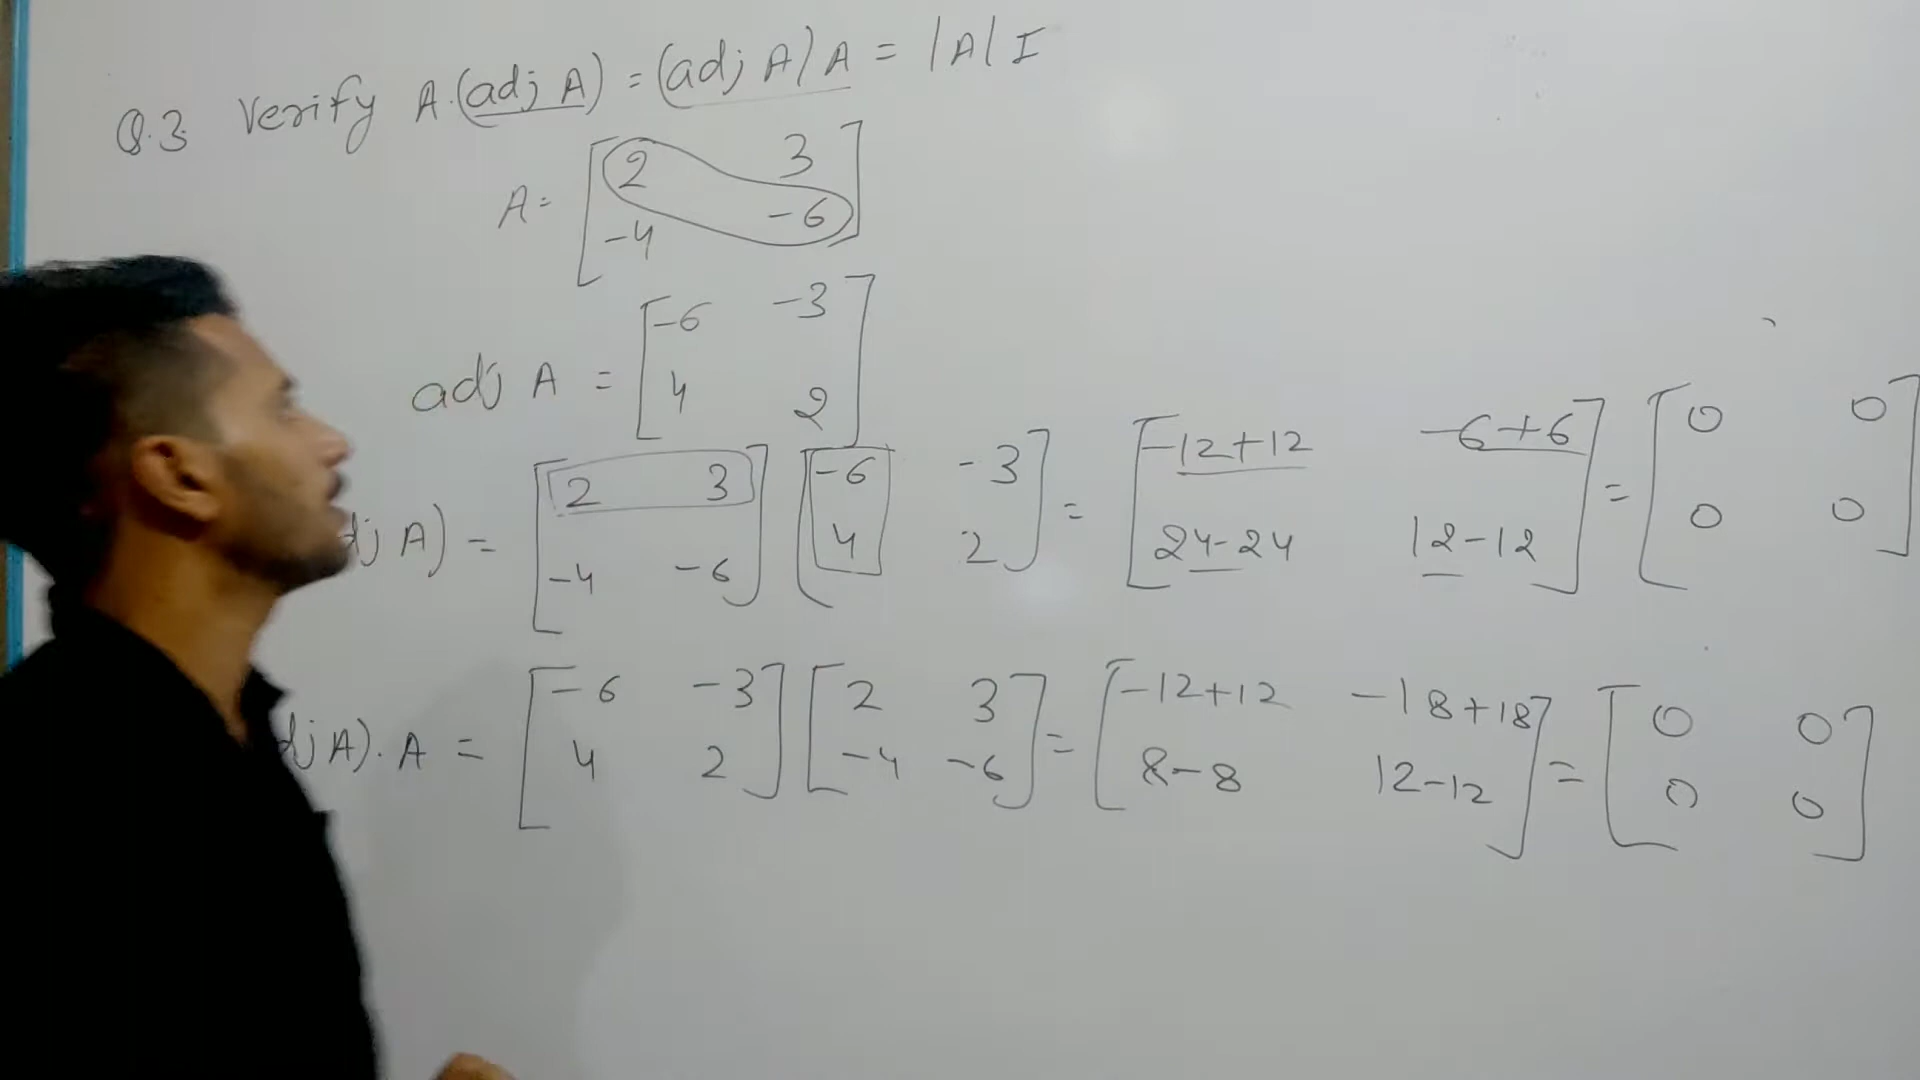 Q.3 Verify A.(adj A) = (adj A) A = |A| I
A = [ 2 3
-4 -6 ]
adj A = [ -6 -3
4 2 ]
dj A) = [ 2 3 ] [ -6 -3 ] = [ -12+12 -6+6 ] = [ 0 0 ]
[ -4 -6 ] [ 4 2 ] [ 24-24 12-12 ] [ 0 0 ]
dj A). A = [ -6 -3 ] [ 2 3 ] = [ -12+12 -18+18 ] = [ 0 0 ]
[ 4 2 ] [ -4 -6 ] [ 8-8 12-12 ] [ 0 0 ]